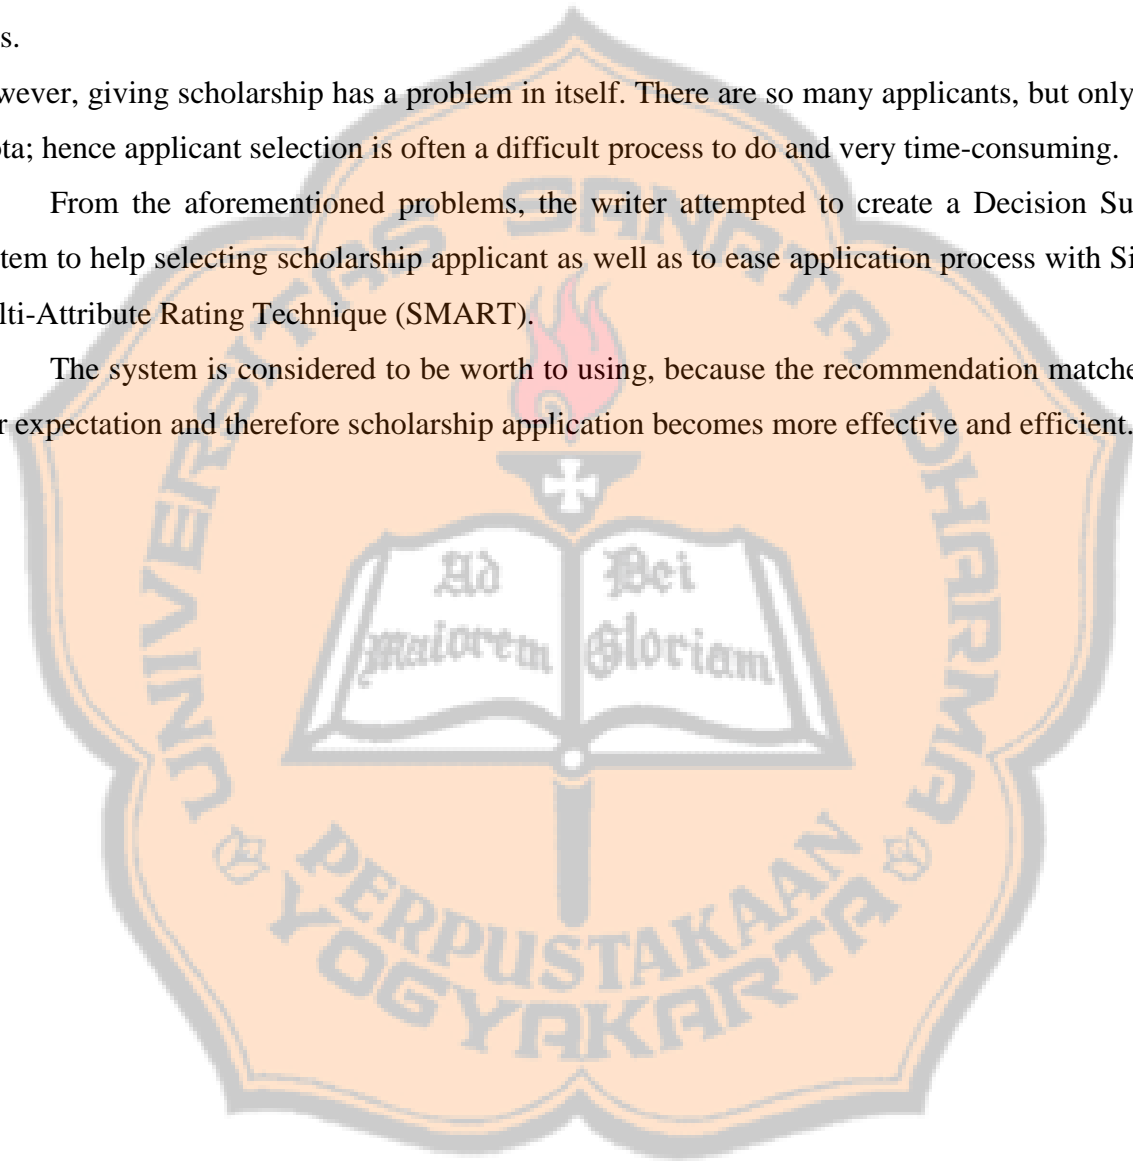 s.
wever, giving scholarship has a problem in itself. There are so many applicants, but only
ota; hence applicant selection is often a difficult process to do and very time-consuming.
From the aforementioned problems, the writer attempted to create a Decision Su
tem to help selecting scholarship applicant as well as to ease application process with Si
lti-Attribute Rating Technique (SMART).
The system is considered to be worth to using, because the recommendation matche
r expectation and therefore scholarship application becomes more effective and efficient.
UNIVERSITAS SANATA DHARMA
Ad Dei
maiorem Gloriam
PERPUSTAKAAN
YOGYAKARTA